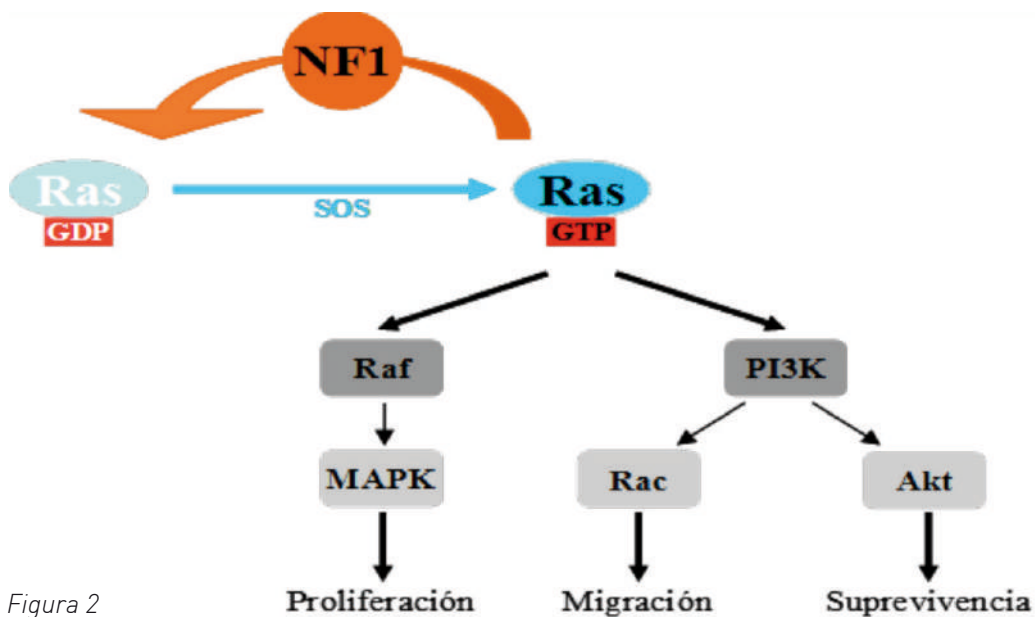 NF1
Ras
GDP
SOS
Ras
GTP
Raf
PI3K
MAPK
Rac
Akt
Figura 2
Proliferación
Migración
Suprevivencia